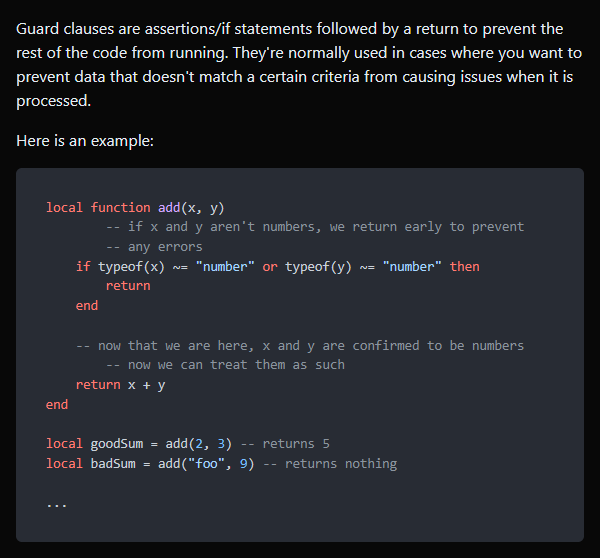 Guard clauses are assertions/if statements followed by a return to prevent the
rest of the code from running. They're normally used in cases where you want to
prevent data that doesn't match a certain criteria from causing issues when it is
processed.
Here is an example:
local function add(x, y)
        -- if x and y aren't numbers, we return early to prevent
        -- any errors
    if typeof(x) ~= "number" or typeof(y) ~= "number" then
        return
    end
    -- now that we are here, x and y are confirmed to be numbers
        -- now we can treat them as such
    return x + y
end
local goodSum = add(2, 3) -- returns 5
local badSum = add("foo", 9) -- returns nothing
...